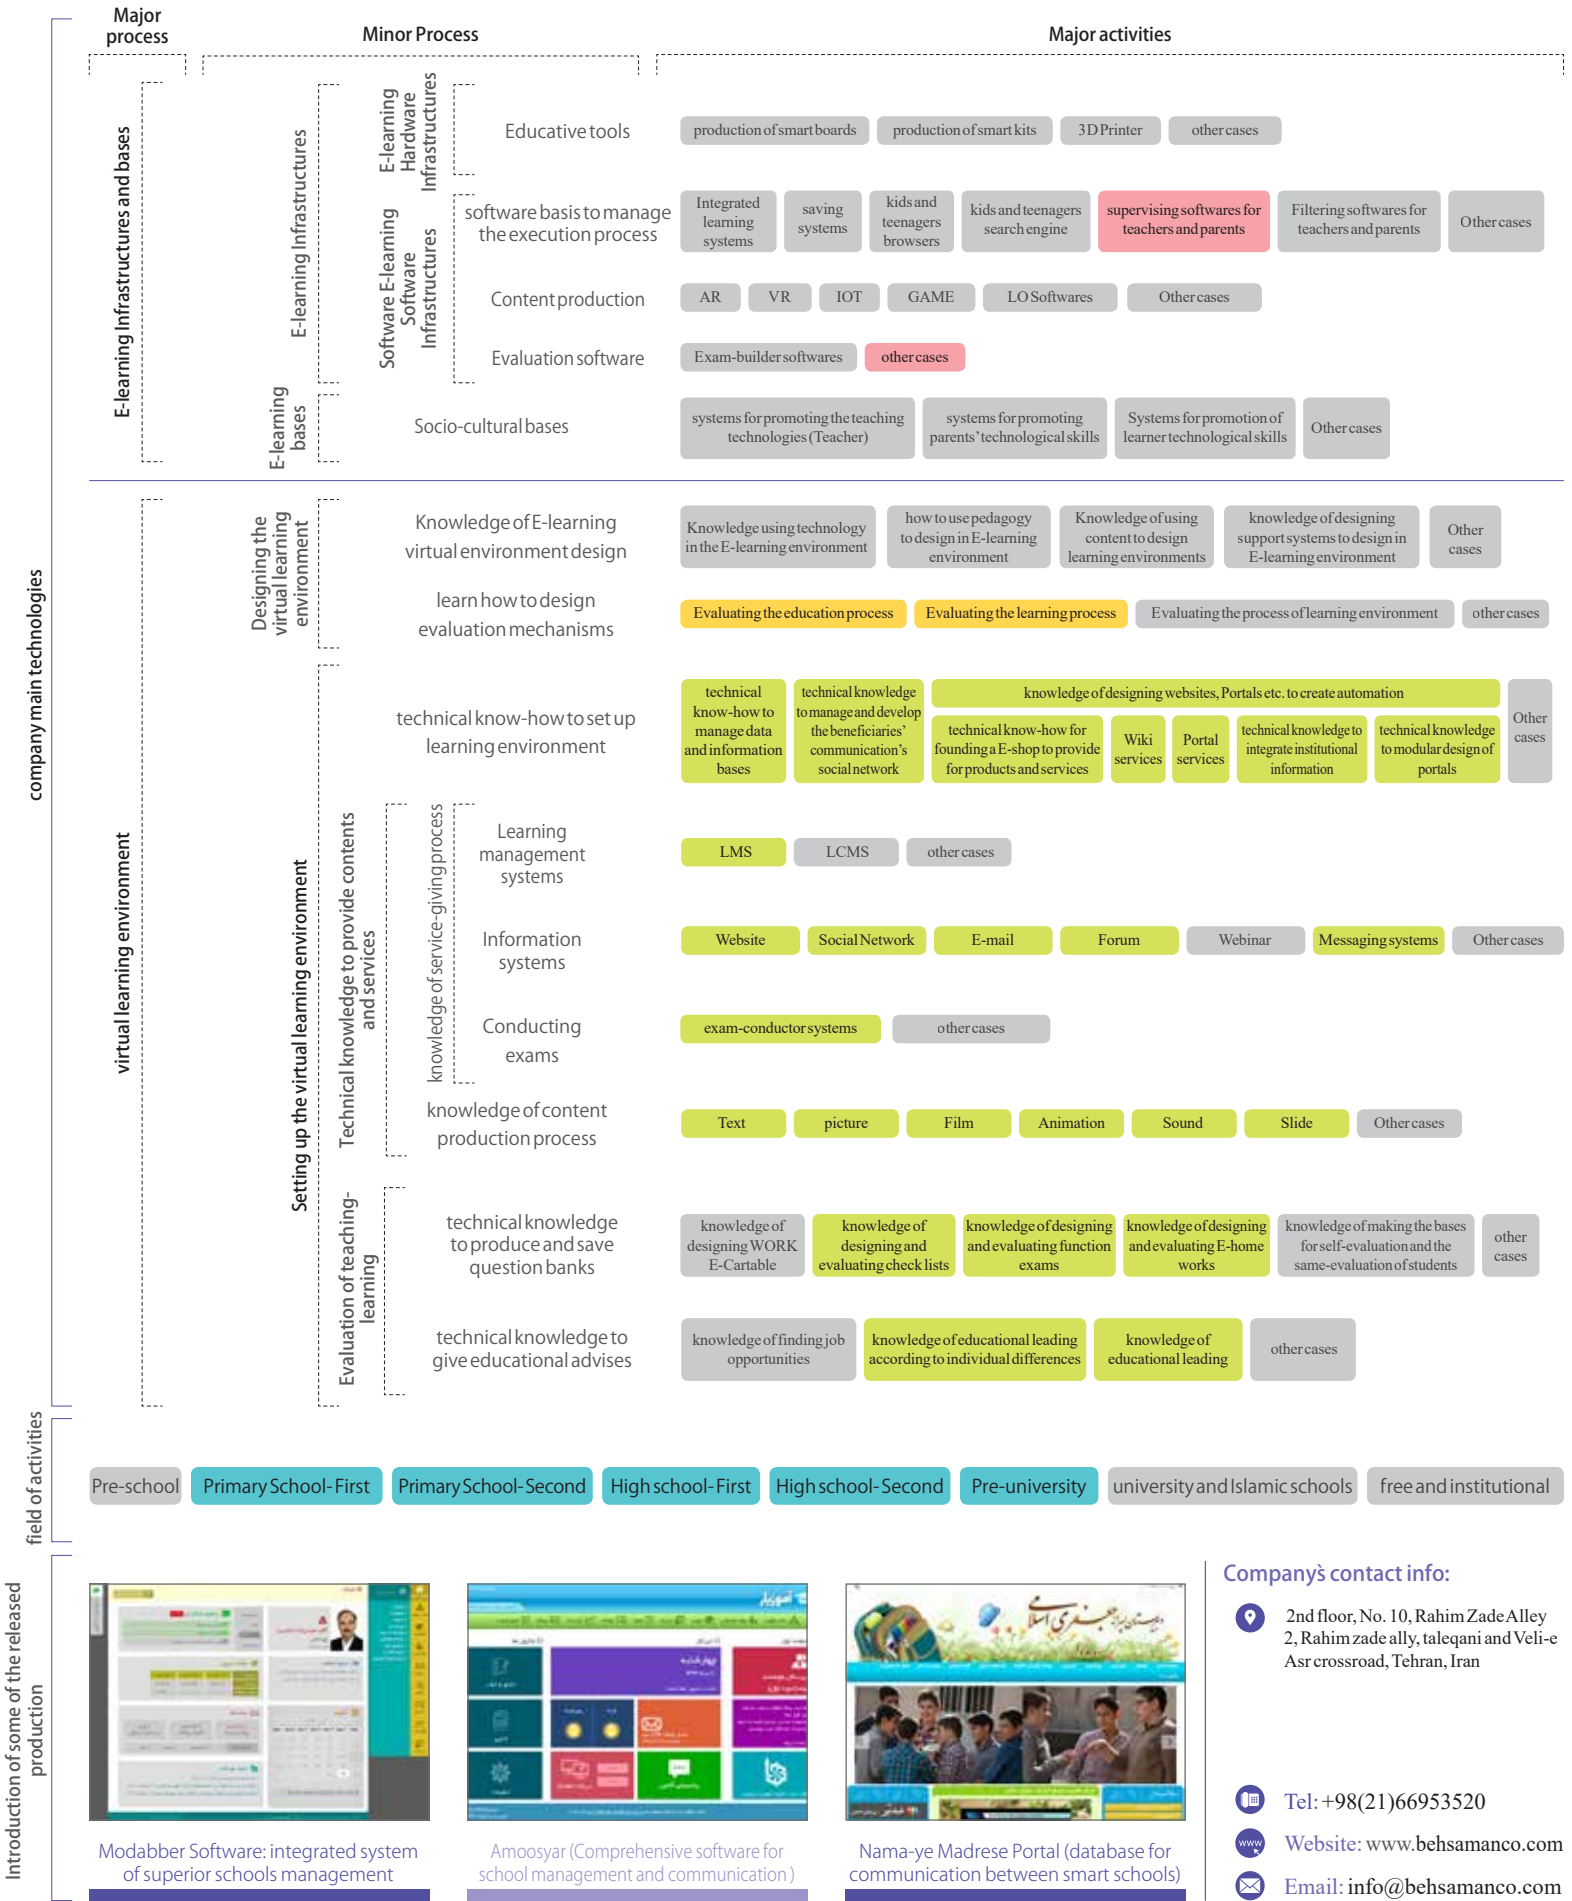 Major
process
Minor Process
Major activities
company main technologies
E-learning Infrastructures and bases
E-learning Infrastructures
E-learning
Hardware
Infrastructures
Educative tools
production of smart boards
production of smart kits
3D Printer
other cases
Software E-learning
Software
Infrastructures
software basis to manage
the execution process
Integrated
learning
systems
saving
systems
kids and
teenagers
browsers
kids and teenagers
search engine
supervising softwares for
teachers and parents
Filtering softwares for
teachers and parents
Other cases
Content production
AR
VR
IOT
GAME
LO Softwares
Other cases
Evaluation software
Exam-builder softwares
other cases
E-learning
bases
Socio-cultural bases
systems for promoting the teaching
technologies (Teacher)
systems for promoting
parents' technological skills
Systems for promotion of
learner technological skills
Other cases
virtual learning environment
Designing the
virtual learning
environment
Knowledge of E-learning
virtual environment design
Knowledge using technology
in the E-learning environment
how to use pedagogy
to design in E-learning
environment
Knowledge of using
content to design
learning environments
knowledge of designing
support systems to design in
E-learning environment
Other
cases
learn how to design
evaluation mechanisms
Evaluating the education process
Evaluating the learning process
Evaluating the process of learning environment
other cases
Setting up the virtual learning environment
technical know-how to set up
learning environment
technical
know-how to
manage data
and information
bases
technical knowledge
to manage and develop
the beneficiaries'
communication's
social network
knowledge of designing websites, Portals etc. to create automation
technical know-how for
founding a E-shop to provide
for products and services
Wiki
services
Portal
services
technical knowledge to
integrate institutional
information
technical knowledge
to modular design of
portals
Other
cases
Technical knowledge to provide contents
and services
knowledge of service-giving process
Learning
management
systems
LMS
LCMS
other cases
Information
systems
Website
Social Network
E-mail
Forum
Webinar
Messaging systems
Other cases
Conducting
exams
exam-conductor systems
other cases
knowledge of content
production process
Text
picture
Film
Animation
Sound
Slide
Other cases
Evaluation of teaching-
learning
technical knowledge
to produce and save
question banks
knowledge of
designing WORK
E-Cartable
knowledge of
designing and
evaluating check lists
knowledge of designing
and evaluating function
exams
knowledge of designing
and evaluating E-home
works
knowledge of making the bases
for self-evaluation and the
same-evaluation of students
other
cases
technical knowledge to
give educational advises
knowledge of finding job
opportunities
knowledge of educational leading
according to individual differences
knowledge of
educational leading
other cases
field of activities
Pre-school
Primary School-First
Primary School-Second
High school-First
High school-Second
Pre-university
university and Islamic schools
free and institutional
Introduction of some of the released
production
آموزیار
Modabber Software: integrated system
of superior schools management
Amoosyar (Comprehensive software for
school management and communication )
Nama-ye Madrese Portal (database for
communication between smart schools)
Company's contact info:
2nd floor, No. 10, Rahim Zade Alley
2, Rahim zade ally, taleqani and Veli-e
Asr crossroad, Tehran, Iran
Tel: +98(21)66953520
www
Website: www.behsamanco.com
Email: info@behsamanco.com